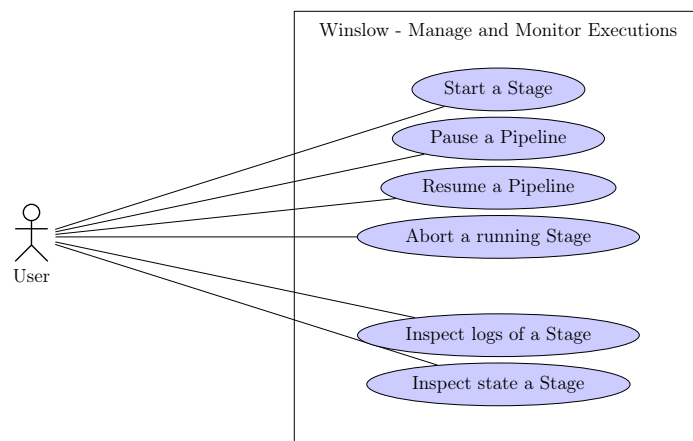 Winslow - Manage and Monitor Executions
Start a Stage
Pause a Pipeline
Resume a Pipeline
Abort a running Stage
User
Inspect logs of a Stage
Inspect state a Stage